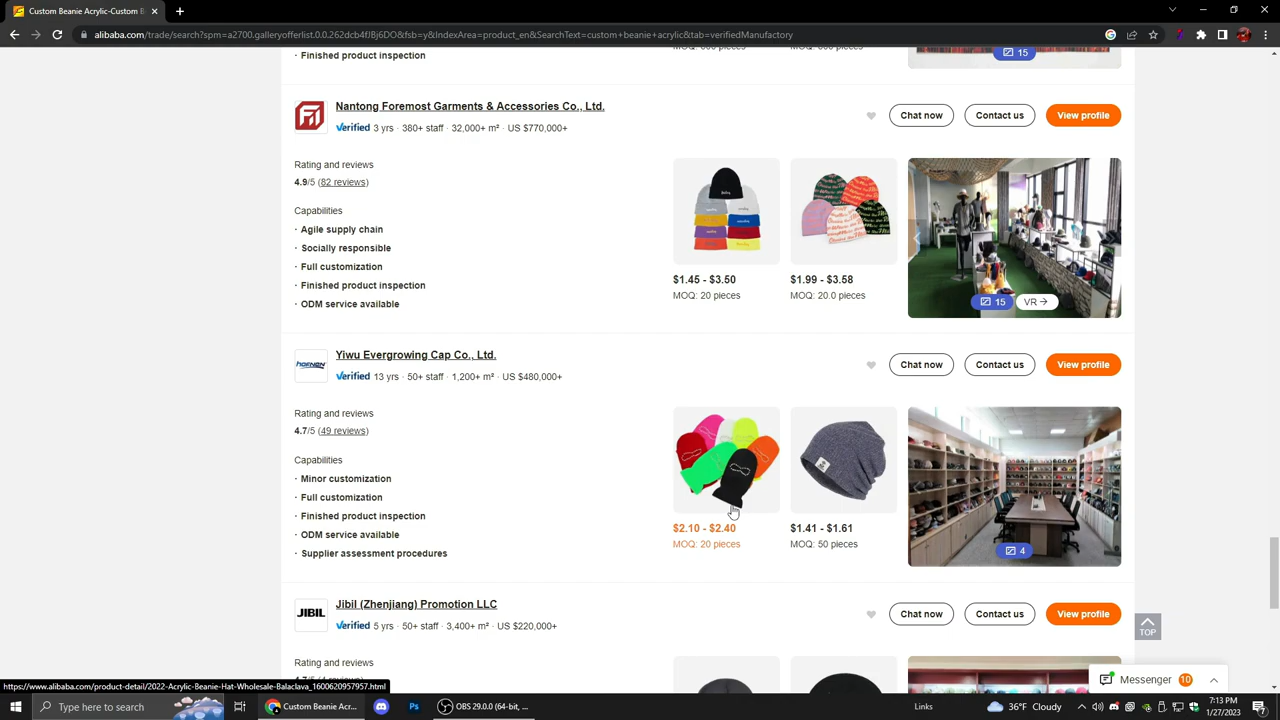 Custom Beanie-Acrylic-Beanie Hat
alibaba.com/trade/search?spm=a2700.galleryofferlist.0.0.262dcb4fJBj6DO&fsb=y&IndexArea=product_en&SearchText=custom+beanie+acrylic&tab=verifiedManufactory
Finished product inspection
15
Nantong Foremost Garments & Accessories Co., Ltd.
Verified 3 yrs · 380+ staff · 32,000+ m² · US $770,000+
Chat now
Contact us
View profile
Rating and reviews
4.9/5 (82 reviews)
Capabilities
· Agile supply chain
· Socially responsible
· Full customization
· Finished product inspection
· ODM service available
$1.45 - $3.50
MOQ: 20 pieces
$1.99 - $3.58
MOQ: 20.0 pieces
15
VR
Yiwu Evergrowing Cap Co., Ltd.
Verified 13 yrs · 50+ staff · 1,200+ m² · US $480,000+
Chat now
Contact us
View profile
Rating and reviews
4.7/5 (49 reviews)
Capabilities
· Minor customization
· Full customization
· Finished product inspection
· ODM service available
· Supplier assessment procedures
$2.10 - $2.40
MOQ: 20 pieces
$1.41 - $1.61
MOQ: 50 pieces
4
JIBIL
Jibil (Zhenjiang) Promotion LLC
Verified 5 yrs · 50+ staff · 3,400+ m² · US $220,000+
Chat now
Contact us
View profile
TOP
Rating and reviews
Messenger 10
https://www.alibaba.com/product-detail/2022-Acrylic-Beanie-Hat-Wholesale-Balaclava_1600620957957.html
Type here to search
Custom Beanie Acr...
Ps
OBS 29.0.0 (64-bit, ...
Links
36°F Cloudy
7:13 PM
1/27/2023